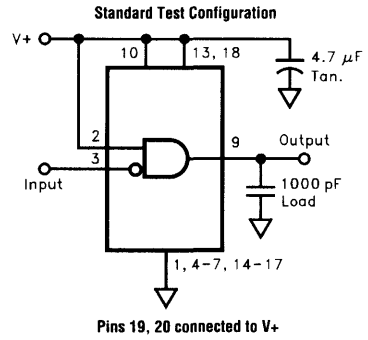 Standard Test Configuration
V+
10
13, 18
4.7 μF
Tan.
2
3
9
Output
Input
1000 pF
Load
1, 4-7, 14-17
Pins 19, 20 connected to V+